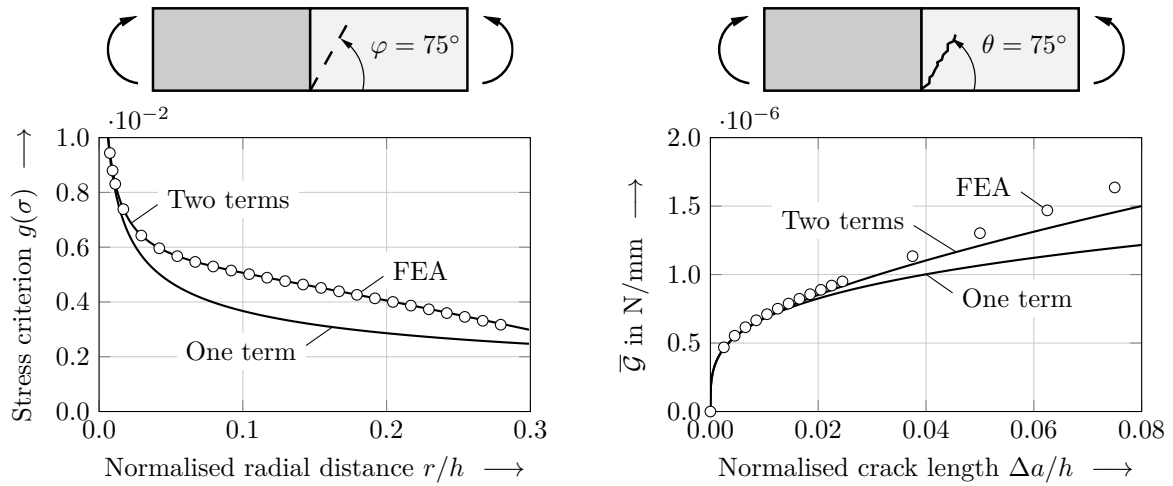 φ = 75°
·10⁻²
1.0
0.8
0.6
0.4
0.2
0.0
0.0 0.1 0.2 0.3
Stress criterion g(σ) →
Two terms
FEA
One term
Normalised radial distance r/h →
θ = 75°
·10⁻⁶
2.0
1.5
1.0
0.5
0.0
0.00 0.02 0.04 0.06 0.08
𝒢̅ in N/mm →
FEA
Two terms
One term
Normalised crack length Δa/h →